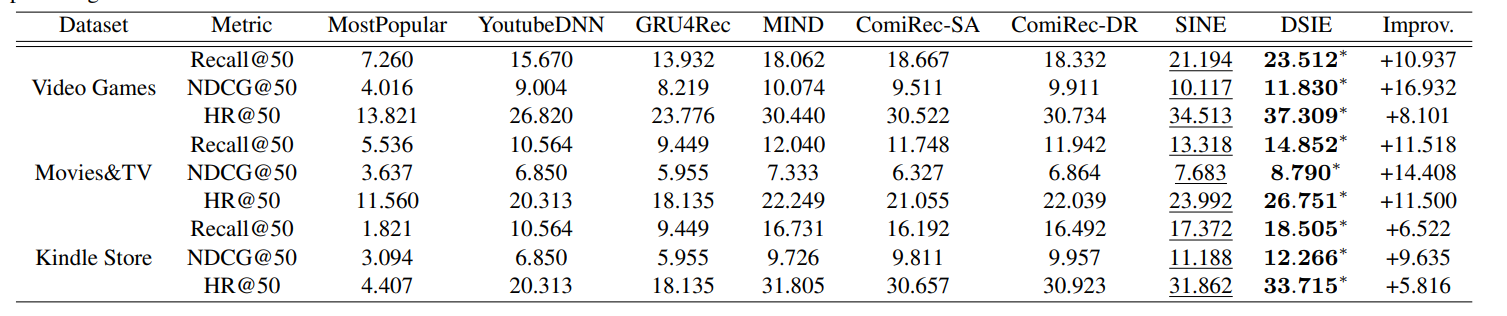 Dataset Metric MostPopular YoutubeDNN GRU4Rec MIND ComiRec-SA ComiRec-DR SINE DSIE Improv.
Recall@50 7.260 15.670 13.932 18.062 18.667 18.332 21.194 23.512* +10.937
Video Games NDCG@50 4.016 9.004 8.219 10.074 9.511 9.911 10.117 11.830* +16.932
HR@50 13.821 26.820 23.776 30.440 30.522 30.734 34.513 37.309* +8.101
Recall@50 5.536 10.564 9.449 12.040 11.748 11.942 13.318 14.852* +11.518
Movies&TV NDCG@50 3.637 6.850 5.955 7.333 6.327 6.864 7.683 8.790* +14.408
HR@50 11.560 20.313 18.135 22.249 21.055 22.039 23.992 26.751* +11.500
Recall@50 1.821 10.564 9.449 16.731 16.192 16.492 17.372 18.505* +6.522
Kindle Store NDCG@50 3.094 6.850 5.955 9.726 9.811 9.957 11.188 12.266* +9.635
HR@50 4.407 20.313 18.135 31.805 30.657 30.923 31.862 33.715* +5.816